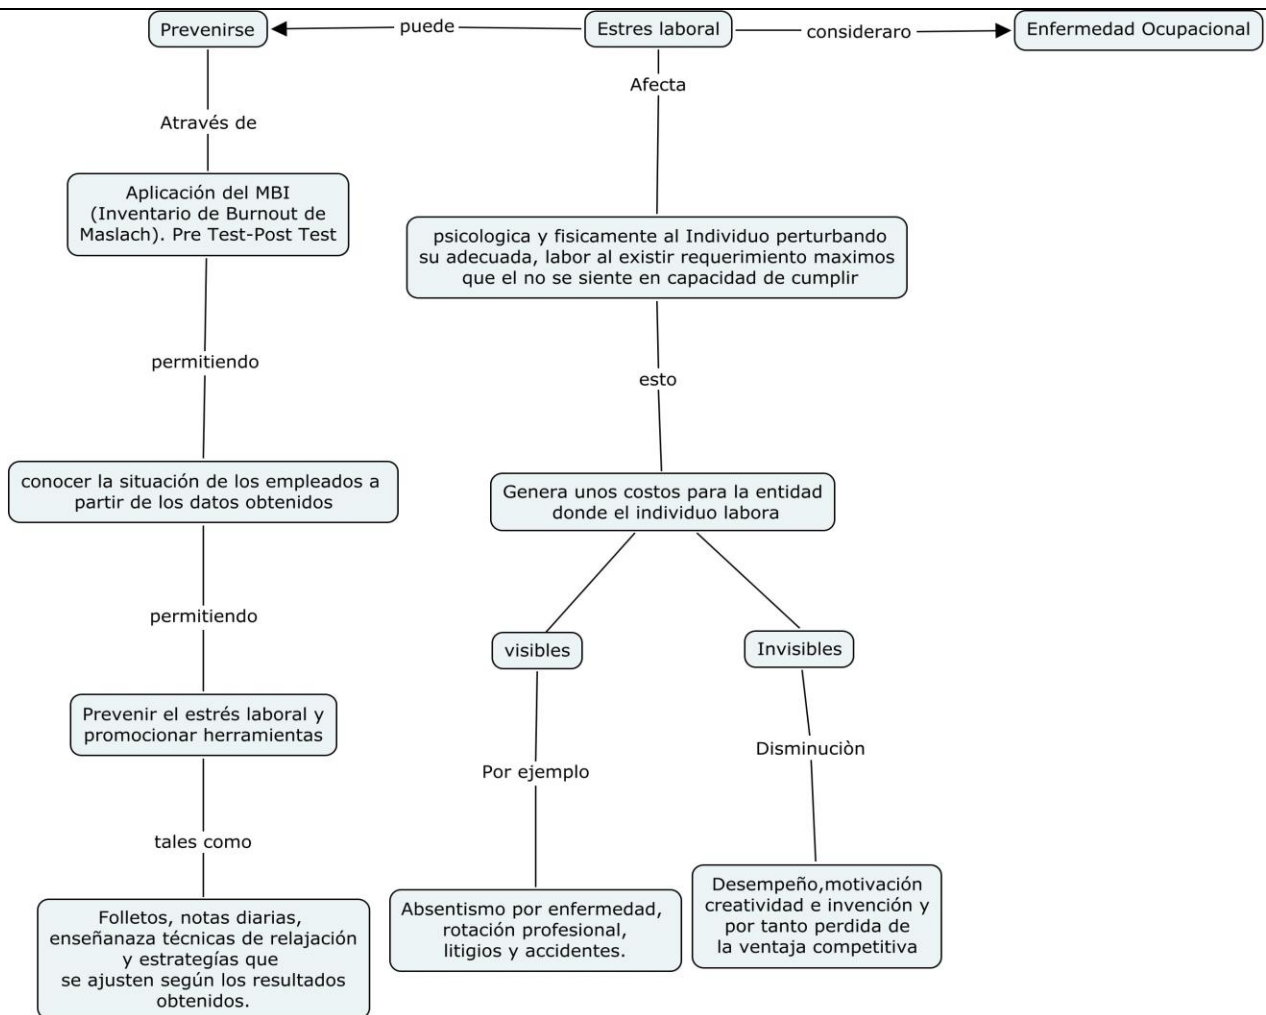 Prevenirse
puede
Estres laboral
consideraro
Enfermedad Ocupacional
Através de
Aplicación del MBI
(Inventario de Burnout de
Maslach). Pre Test-Post Test
permitiendo
conocer la situación de los empleados a
partir de los datos obtenidos
permitiendo
Prevenir el estrés laboral y
promocionar herramientas
tales como
Folletos, notas diarias,
enseñanaza técnicas de relajación
y estrategías que
se ajusten según los resultados
obtenidos.
Afecta
psicologica y fisicamente al Individuo perturbando
su adecuada, labor al existir requerimiento maximos
que el no se siente en capacidad de cumplir
esto
Genera unos costos para la entidad
donde el individuo labora
visibles
Por ejemplo
Absentismo por enfermedad,
rotación profesional,
litigios y accidentes.
Invisibles
Disminuciòn
Desempeño,motivación
creatividad e invención y
por tanto perdida de
la ventaja competitiva